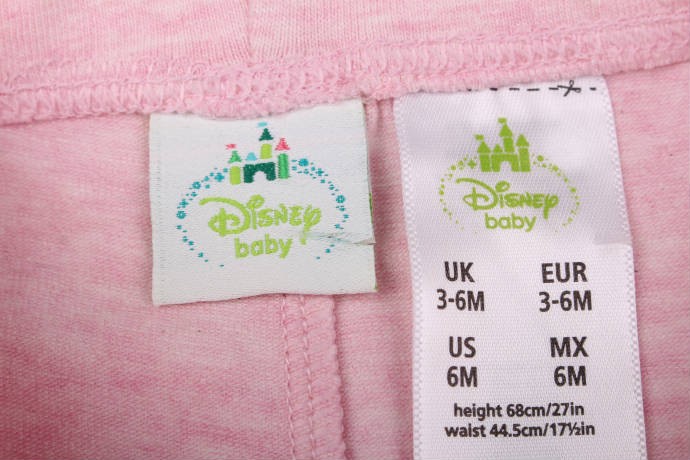 Disney
baby
Disney
baby
UK EUR
3-6M 3-6M
US MX
6M 6M
height 68cm/27in
waist 44.5cm/17½in